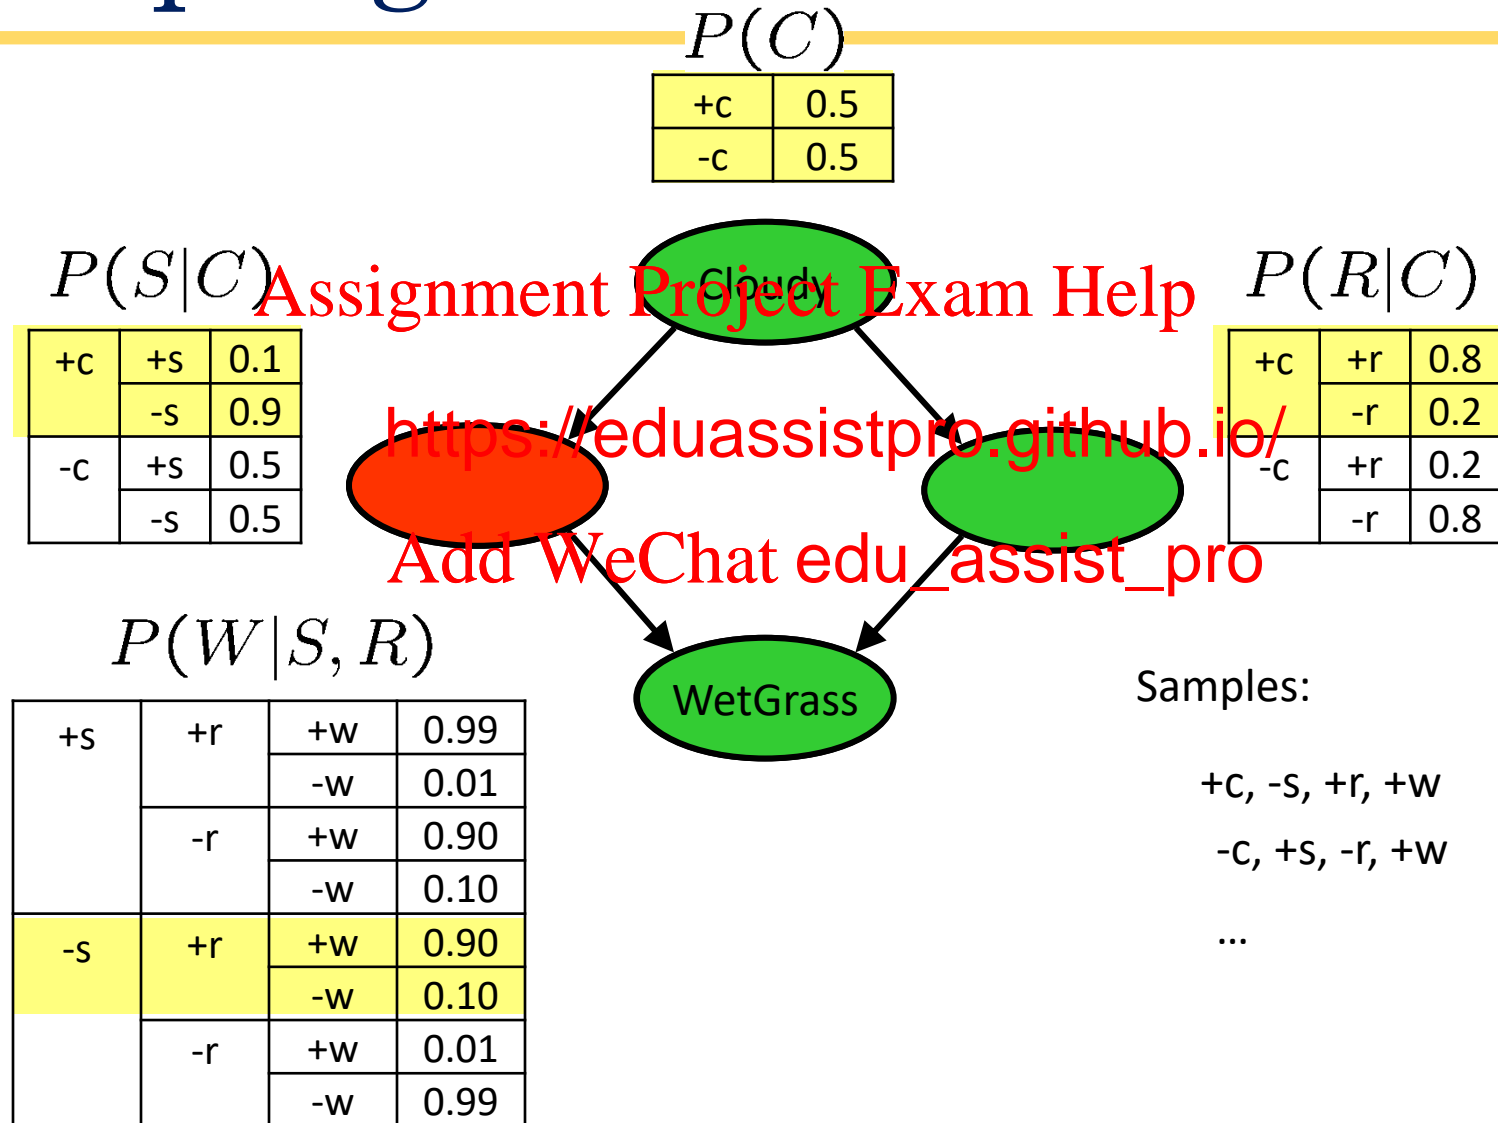 P(C)
+c 0.5
-c 0.5
P(S|C)
+c +s 0.1
-s 0.9
-c +s 0.5
-s 0.5
Cloudy
Assignment Project Exam Help
P(R|C)
+c +r 0.8
-r 0.2
-c +r 0.2
-r 0.8
https://eduassistpro.github.io/
Add WeChat edu_assist_pro
P(W|S, R)
+s +r +w 0.99
-w 0.01
-r +w 0.90
-w 0.10
-s +r +w 0.90
-w 0.10
-r +w 0.01
-w 0.99
WetGrass
Samples:
+c, -s, +r, +w
-c, +s, -r, +w
...